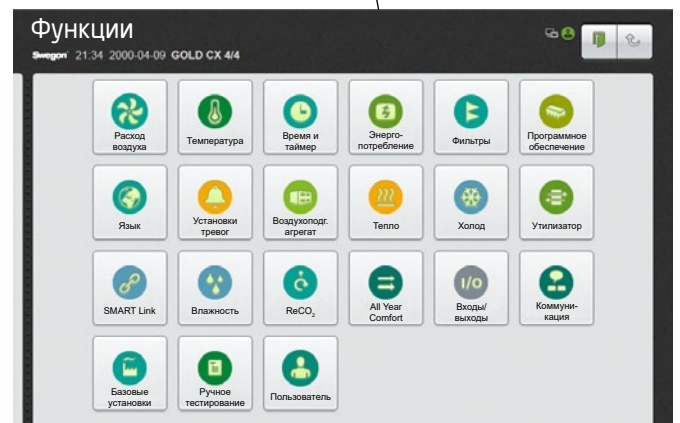 Функции
Swegon 21:34 2000-04-09 GOLD CX 4/4
Расход
воздуха
Температура
Время и
таймер
Энерго-
потребление
Фильтры
Программное
обеспечение
Язык
Установки
тревог
Воздухоподг.
агрегат
Тепло
Холод
Утилизатор
SMART Link
Влажность
ReCO₂
All Year
Comfort
I/O
Входы/
выходы
Коммуни-
кация
Базовые
установки
Ручное
тестирование
Пользователь